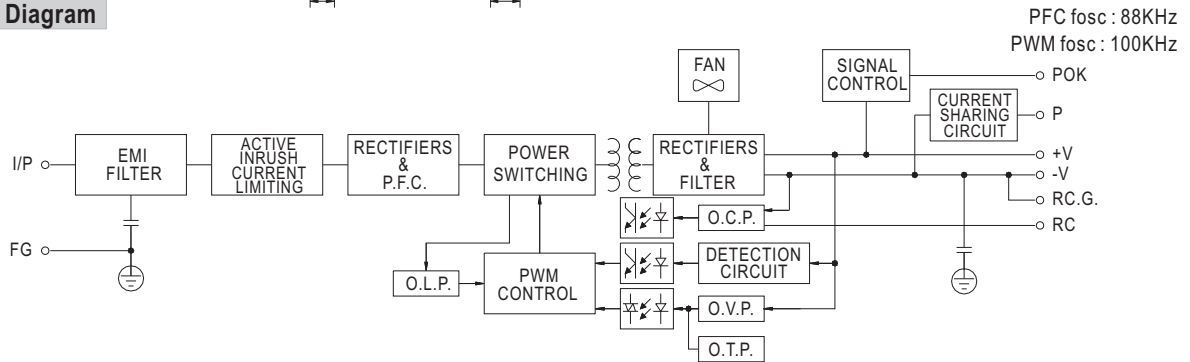 Diagram
PFC fosc : 88KHz
PWM fosc : 100KHz
FAN
SIGNAL
CONTROL
POK
CURRENT
SHARING
CIRCUIT
P
I/P
EMI
FILTER
ACTIVE
INRUSH
CURRENT
LIMITING
RECTIFIERS
&
P.F.C.
POWER
SWITCHING
RECTIFIERS
&
FILTER
+V
-V
RC.G.
RC
O.C.P.
FG
DETECTION
CIRCUIT
O.L.P.
PWM
CONTROL
O.V.P.
O.T.P.